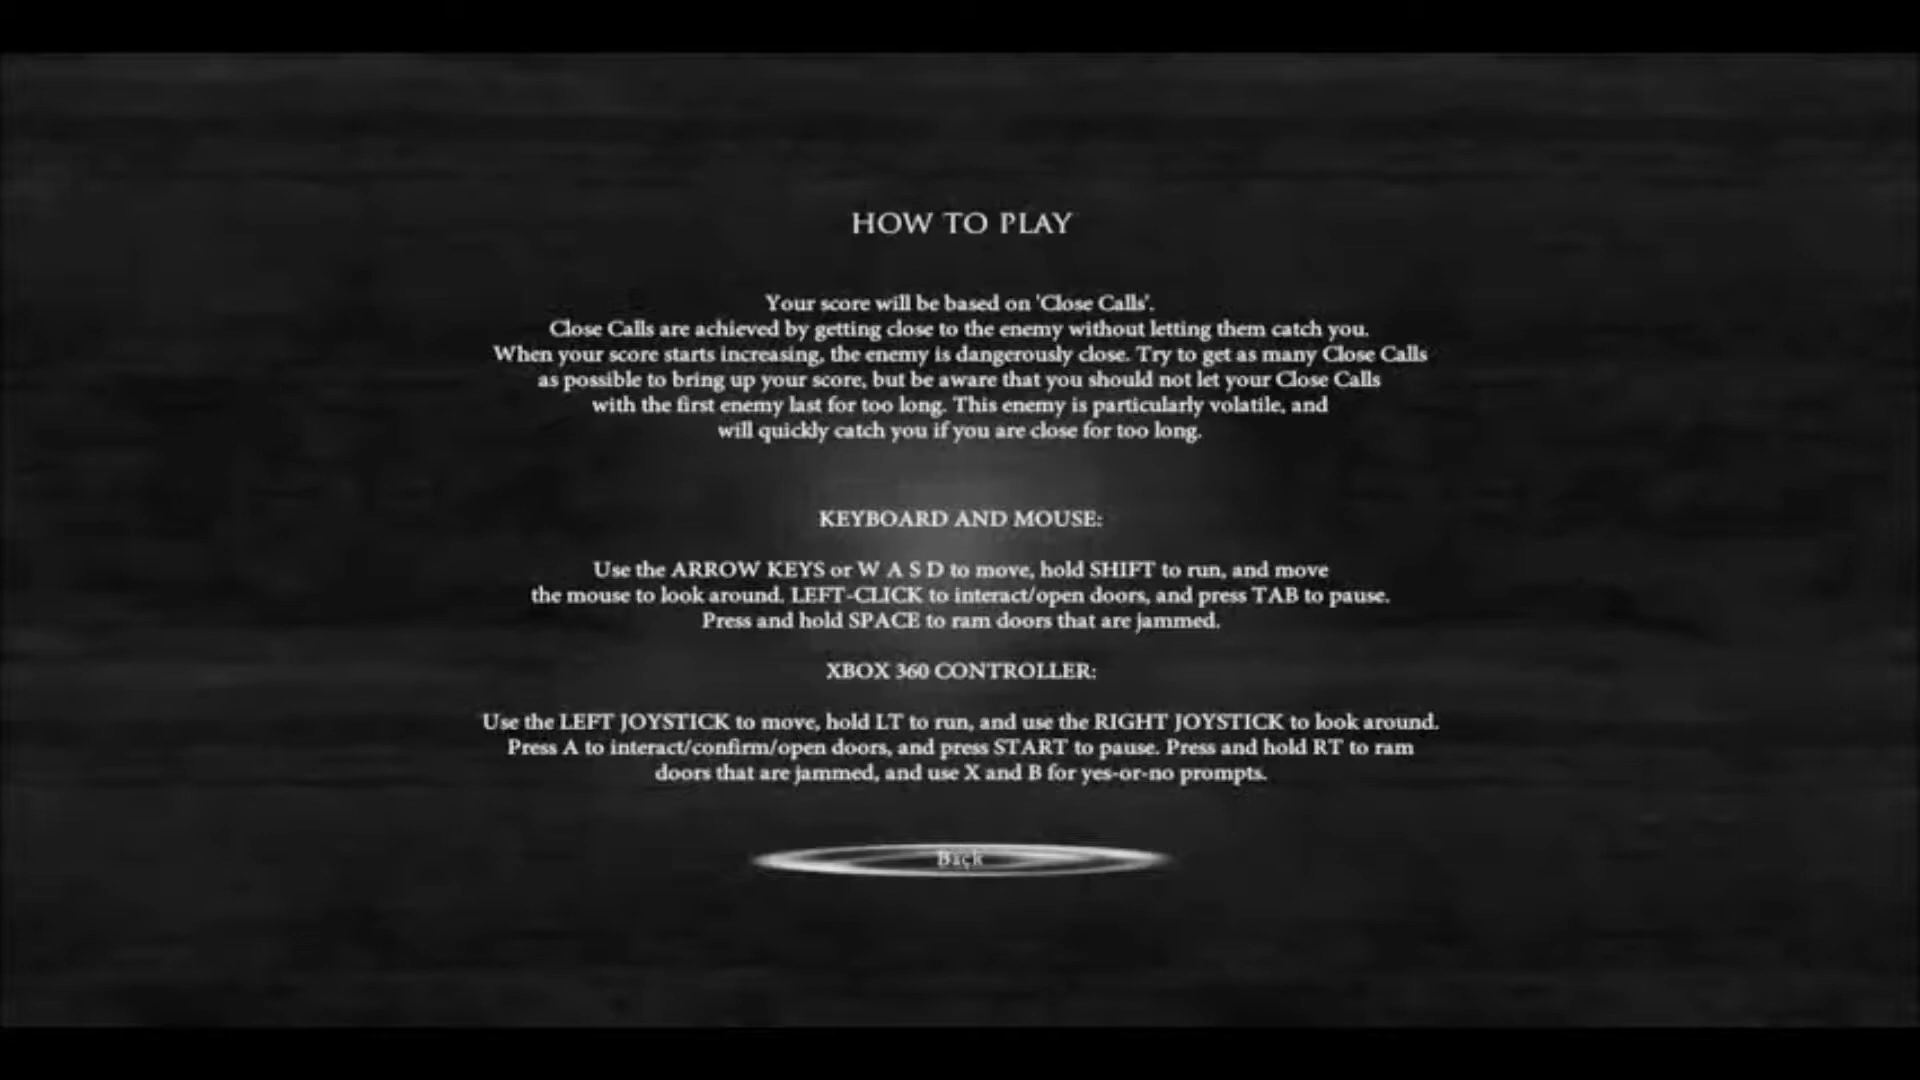 HOW TO PLAY
Your score will be based on 'Close Calls'.
Close Calls are achieved by getting close to the enemy without letting them catch you.
When your score starts increasing, the enemy is dangerously close. Try to get as many Close Calls
as possible to bring up your score, but be aware that you should not let your Close Calls
with the first enemy last for too long. This enemy is particularly volatile, and
will quickly catch you if you are close for too long.
KEYBOARD AND MOUSE:
Use the ARROW KEYS or W A S D to move, hold SHIFT to run, and move
the mouse to look around. LEFT-CLICK to interact/open doors, and press TAB to pause.
Press and hold SPACE to ram doors that are jammed.
XBOX 360 CONTROLLER:
Use the LEFT JOYSTICK to move, hold LT to run, and use the RIGHT JOYSTICK to look around.
Press A to interact/confirm/open doors, and press START to pause. Press and hold RT to ram
doors that are jammed, and use X and B for yes-or-no prompts.
Back